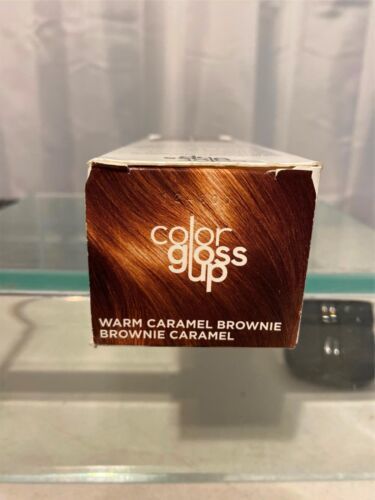 color
gloss
up
WARM CARAMEL BROWNIE
BROWNIE CARAMEL